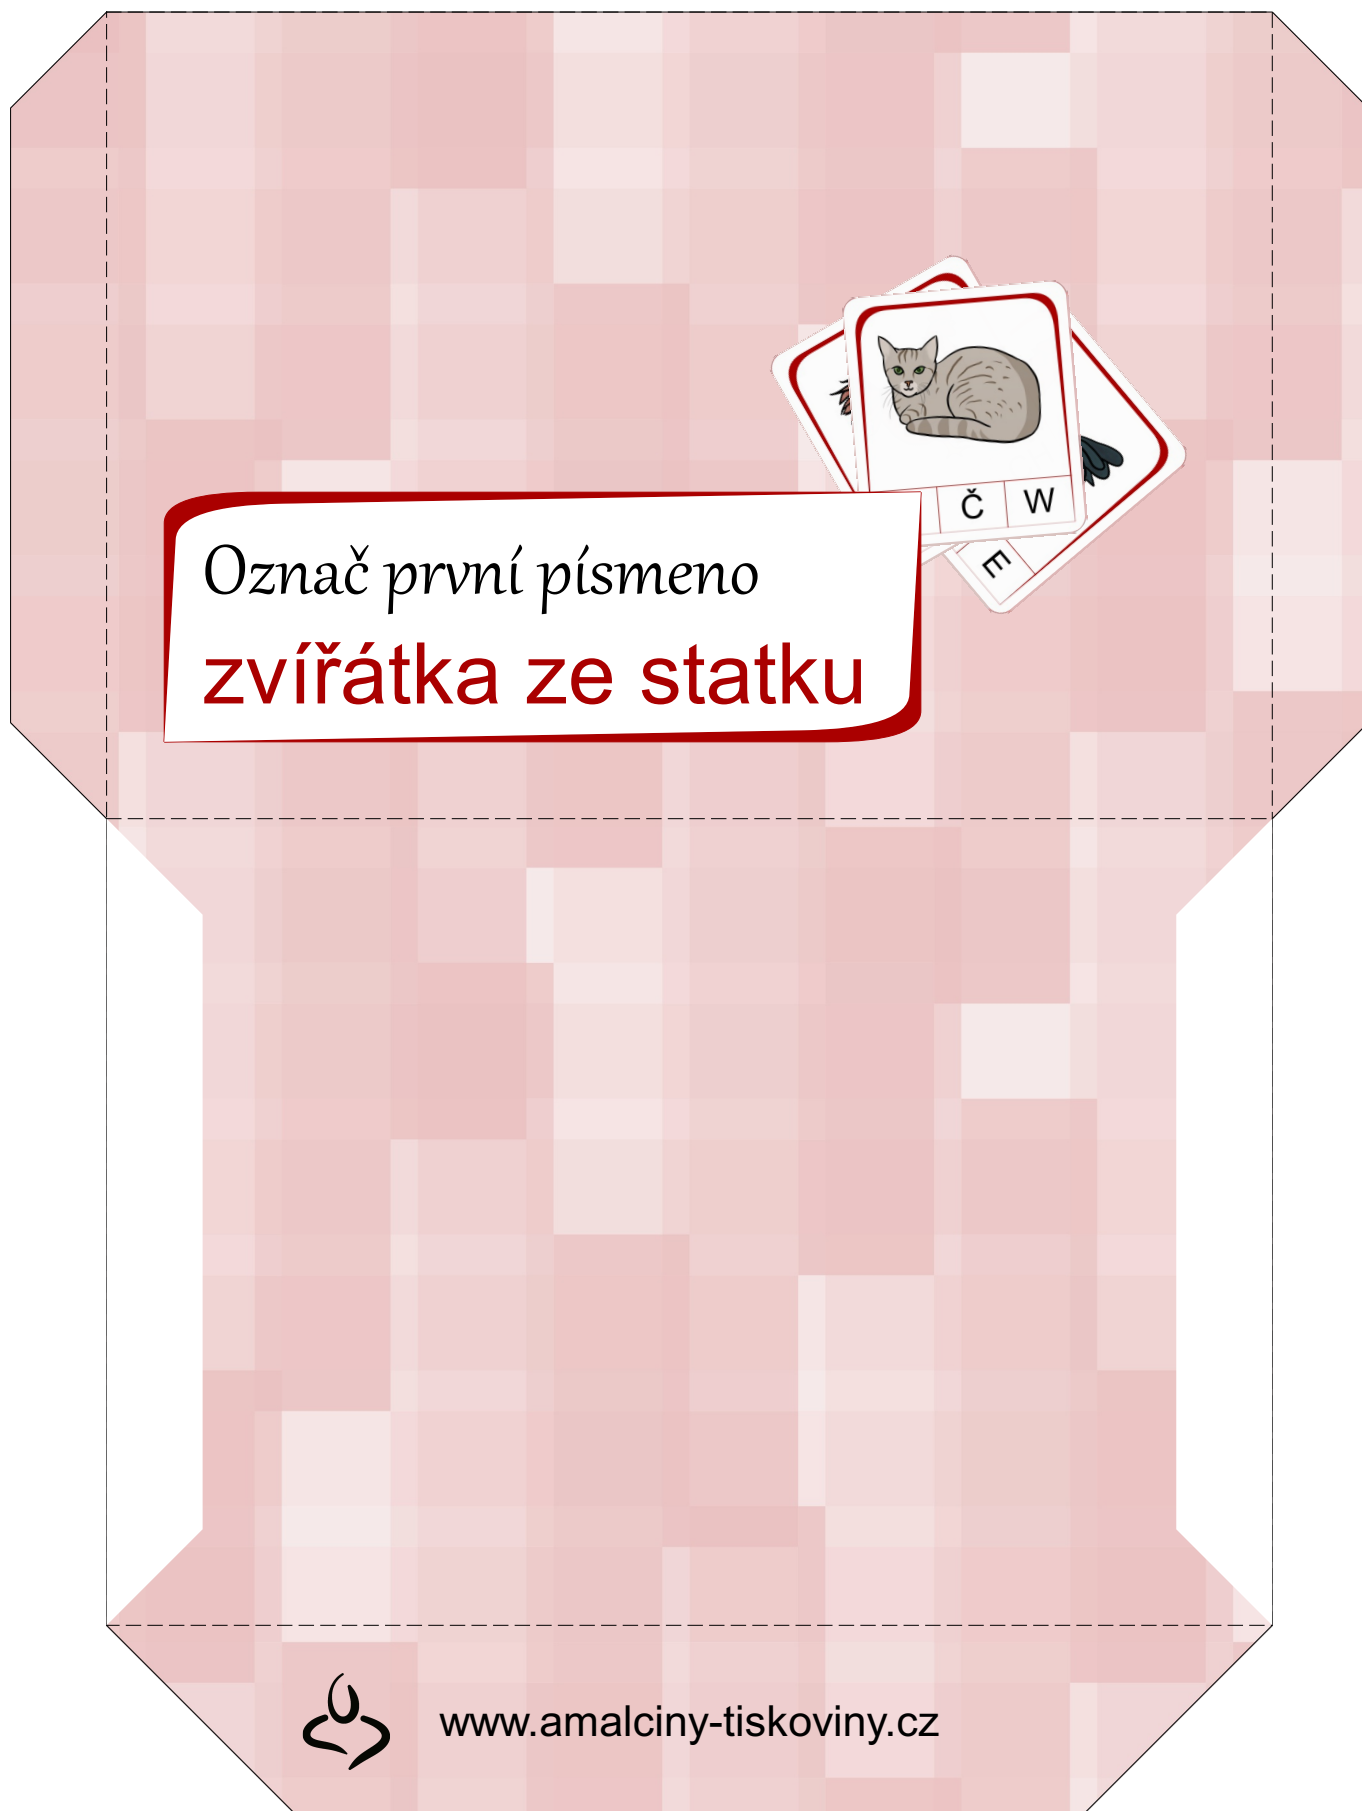 Č W
E
Označ první písmeno
zvířátka ze statku
www.amalciny-tiskoviny.cz